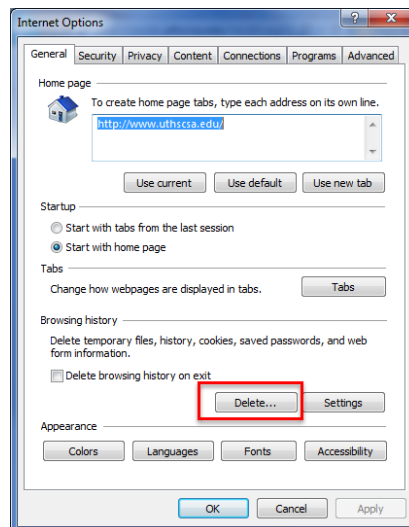 Internet Options
?
X
General Security Privacy Content Connections Programs Advanced
Home page
To create home page tabs, type each address on its own line.
http://www.uthscsa.edu/
Use current Use default Use new tab
Startup
Start with tabs from the last session
Start with home page
Tabs
Change how webpages are displayed in tabs. Tabs
Browsing history
Delete temporary files, history, cookies, saved passwords, and web
form information.
Delete browsing history on exit
Delete... Settings
Appearance
Colors Languages Fonts Accessibility
OK Cancel Apply